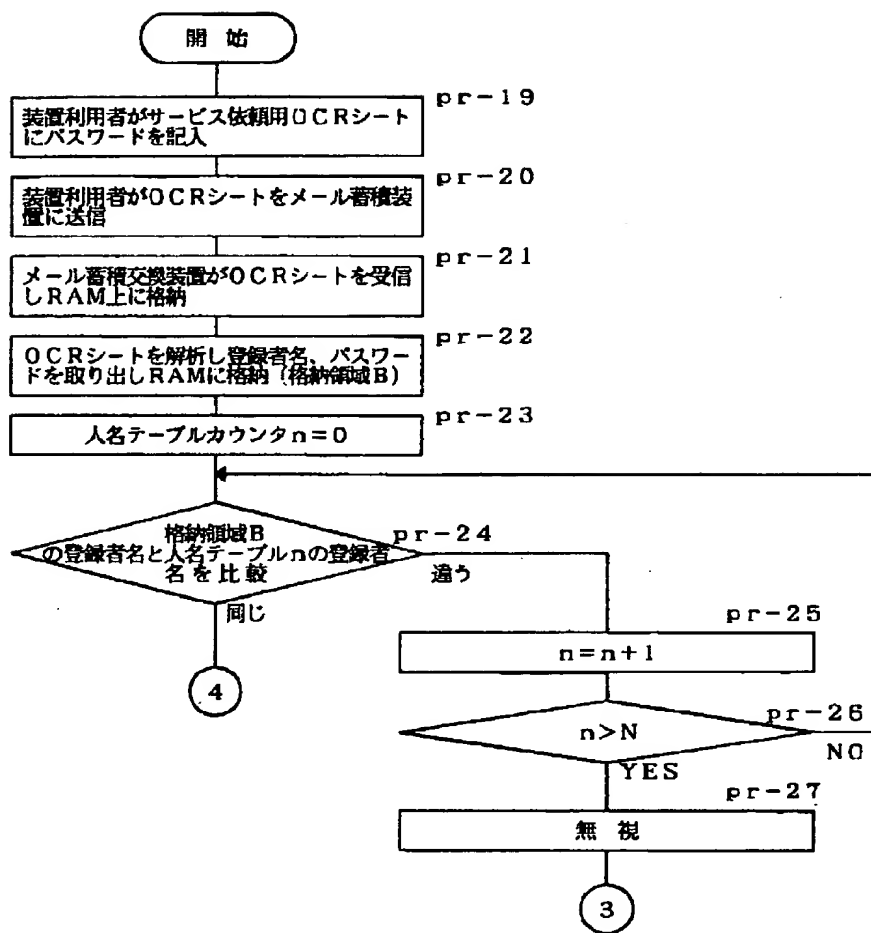 開 始
pr-19
装置利用者がサービス依頼用OCRシート
にパスワードを記入
pr-20
装置利用者がOCRシートをメール蓄積装
置に送信
pr-21
メール蓄積交換装置がOCRシートを受信
しRAM上に格納
pr-22
OCRシートを解析し登録者名、パスワー
ドを取り出しRAMに格納(格納領域B)
pr-23
人名テーブルカウンタn=0
格納領域B
の登録者名と人名テーブルnの登録者
名を比較
pr-24
違う
同じ
4
pr-25
n=n+1
pr-26
n>N
NO
YES
pr-27
無 視
3